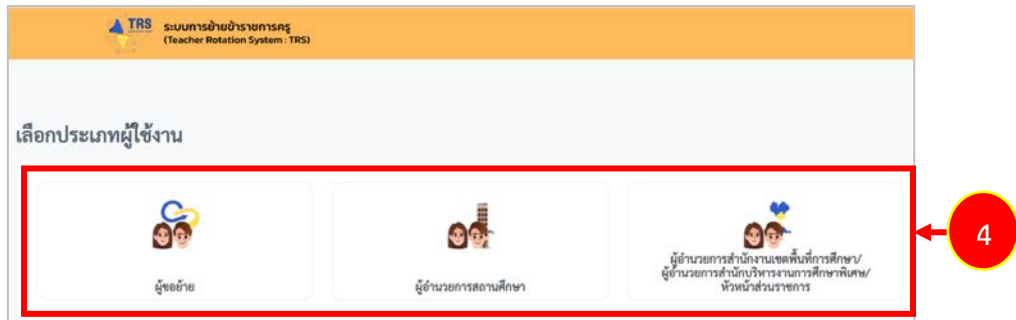 TRS
ระบบการย้ายข้าราชการครู
(Teacher Rotation System : TRS)
เลือกประเภทผู้ใช้งาน
ผู้ขอย้าย
ผู้อำนวยการสถานศึกษา
ผู้อำนวยการสำนักงานเขตพื้นที่การศึกษา/
ผู้อำนวยการสำนักบริหารงานการศึกษาพิเศษ/
หัวหน้าส่วนราชการ
4